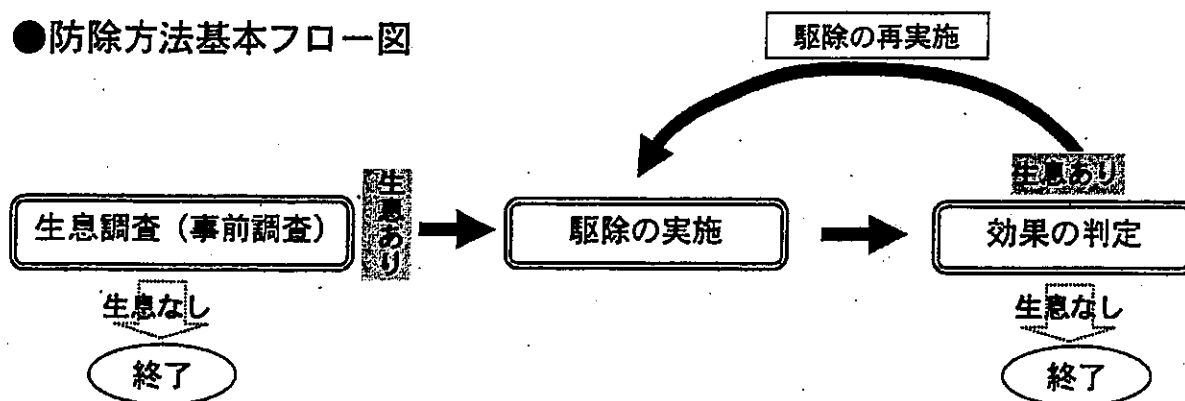 ●防除方法基本フロー図
駆除の再実施
生息調査（事前調査）
生息あり
駆除の実施
生息あり
効果の判定
生息なし
終了
生息なし
終了